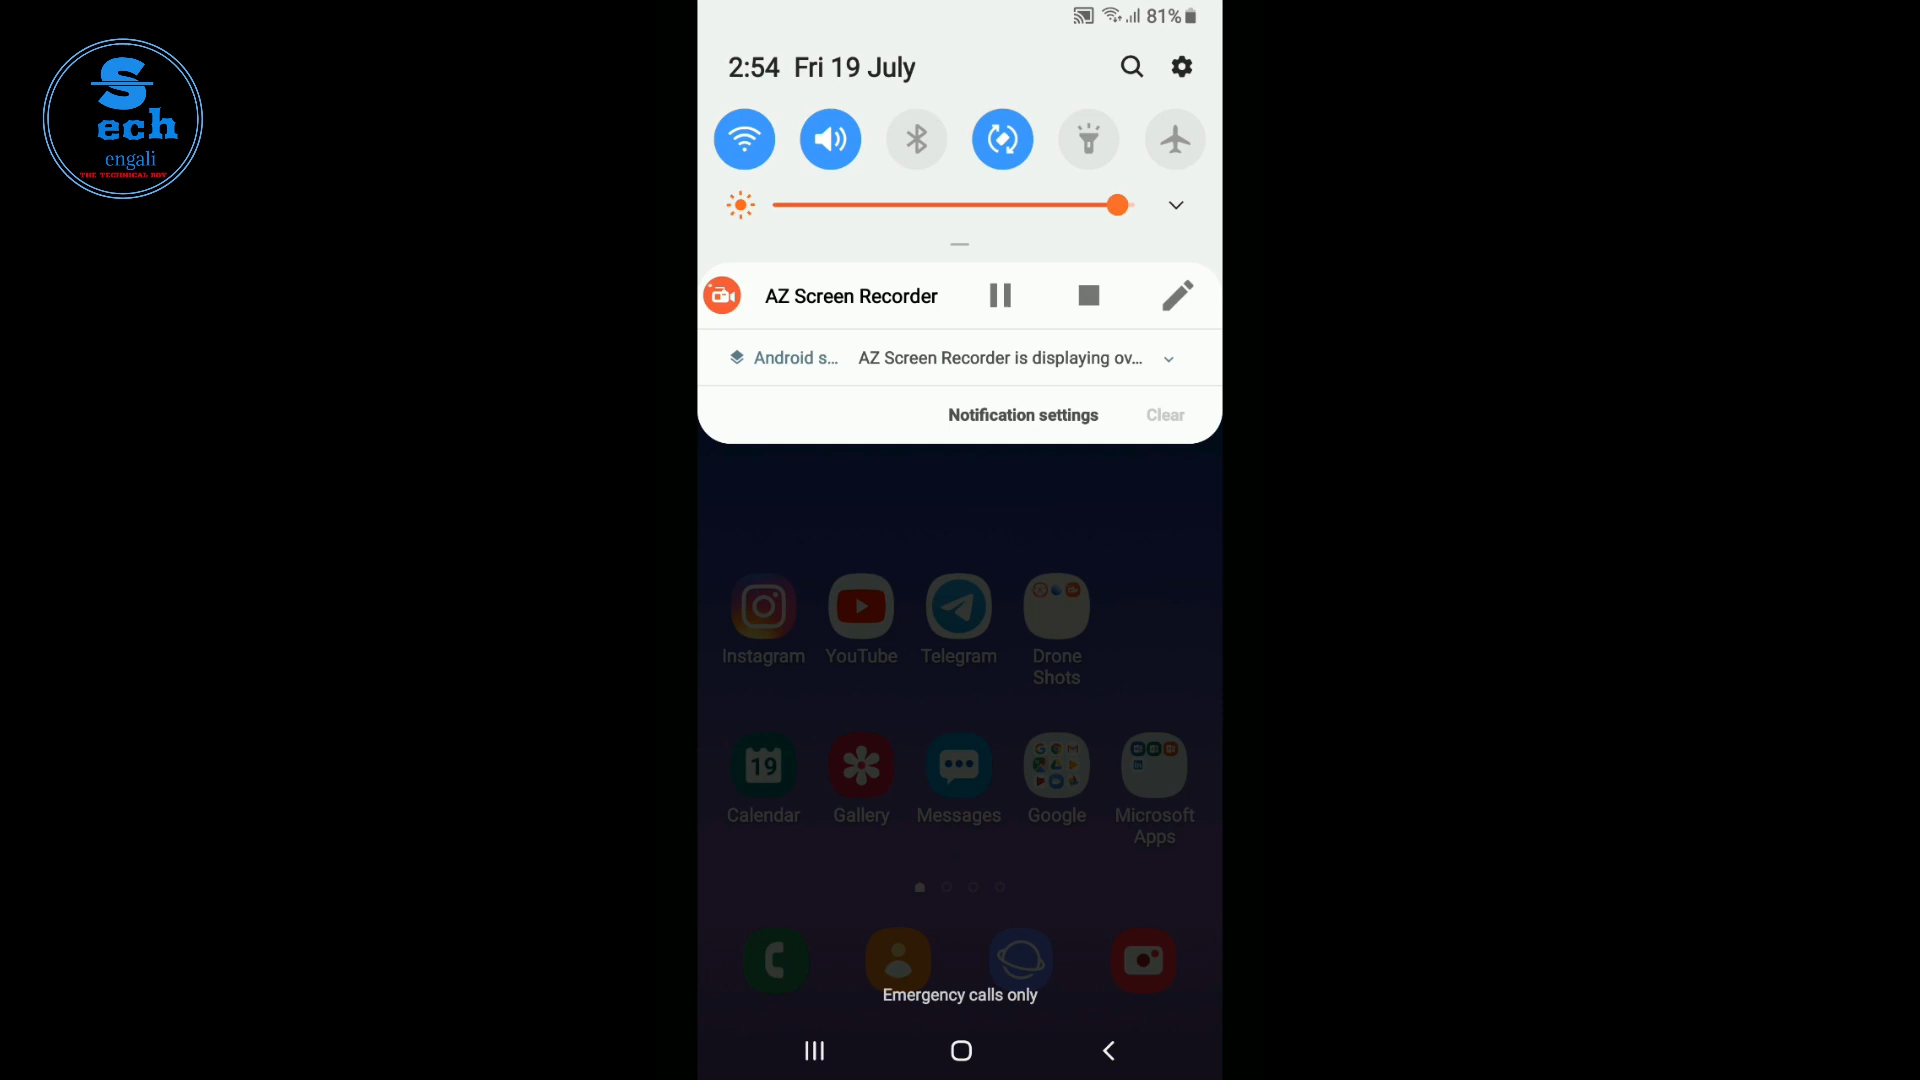 S
ech
engali
THE TECHNICAL BOY
81%
2:54 Fri 19 July
AZ Screen Recorder
Android s... AZ Screen Recorder is displaying ov...
Notification settings Clear
Instagram YouTube Telegram Drone
Shots
19
Calendar Gallery Messages Google Microsoft
Apps
Emergency calls only